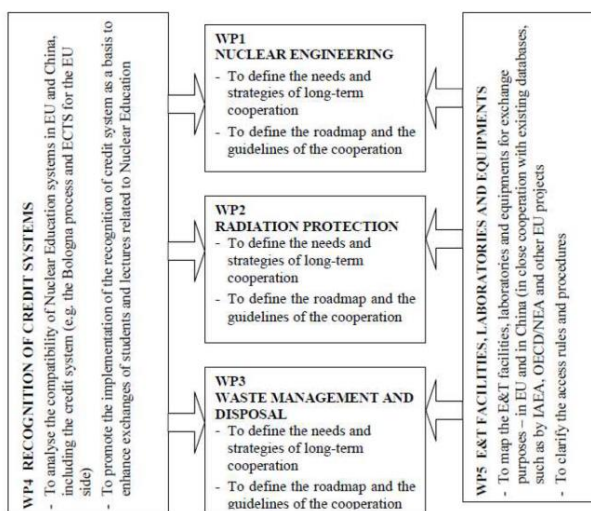 WP4 RECOGNITION OF CREDIT SYSTEMS
- To analyse the compatibility of Nuclear Education systems in EU and China,
including the credit system (e.g. the Bologna process and ECTS for the EU
side)
- To promote the implementation of the recognition of credit system as a basis to
enhance exchanges of students and lectures related to Nuclear Education
WP1
NUCLEAR ENGINEERING
- To define the needs and
strategies of long-term
cooperation
- To define the roadmap and the
guidelines of the cooperation
WP2
RADIATION PROTECTION
- To define the needs and
strategies of long-term
cooperation
- To define the roadmap and the
guidelines of the cooperation
WP3
WASTE MANAGEMENT AND
DISPOSAL
- To define the needs and
strategies of long-term
cooperation
- To define the roadmap and the
guidelines of the cooperation
WP5 E&T FACILITIES, LABORATORIES AND EQUIPMENTS
- To map the E&T facilities, laboratories and equipments for exchange
purposes – in EU and in China (in close cooperation with existing databases,
such as by IAEA, OECD/NEA and other EU projects
- To clarify the access rules and procedures